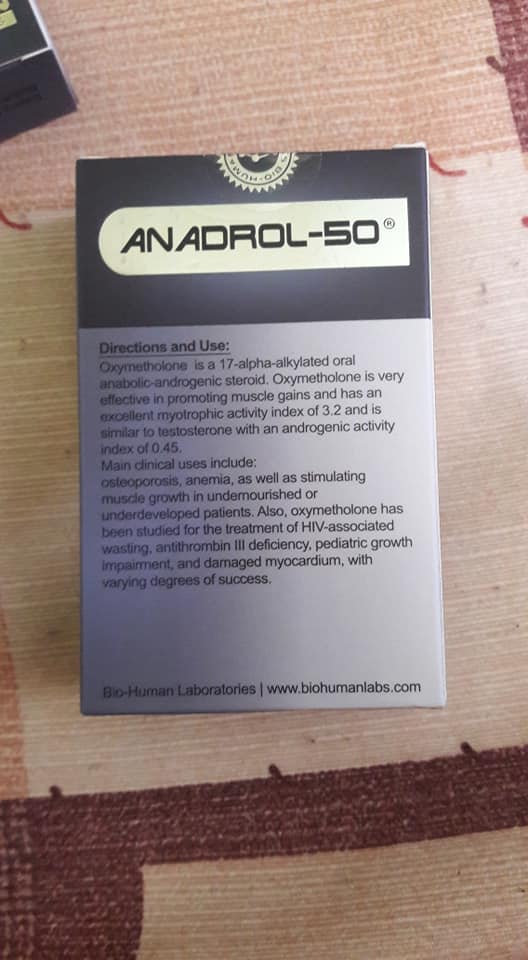 BIO-HUMA
ANADROL-50®
Directions and Use:
Oxymetholone is a 17-alpha-alkylated oral
anabolic-androgenic steroid. Oxymetholone is very
effective in promoting muscle gains and has an
excellent myotrophic activity index of 3.2 and is
similar to testosterone with an androgenic activity
index of 0.45.
Main clinical uses include:
osteoporosis, anemia, as well as stimulating
muscle growth in undernourished or
underdeveloped patients. Also, oxymetholone has
been studied for the treatment of HIV-associated
wasting, antithrombin III deficiency, pediatric growth
impairment, and damaged myocardium, with
varying degrees of success.
Bio-Human Laboratories | www.biohumanlabs.com